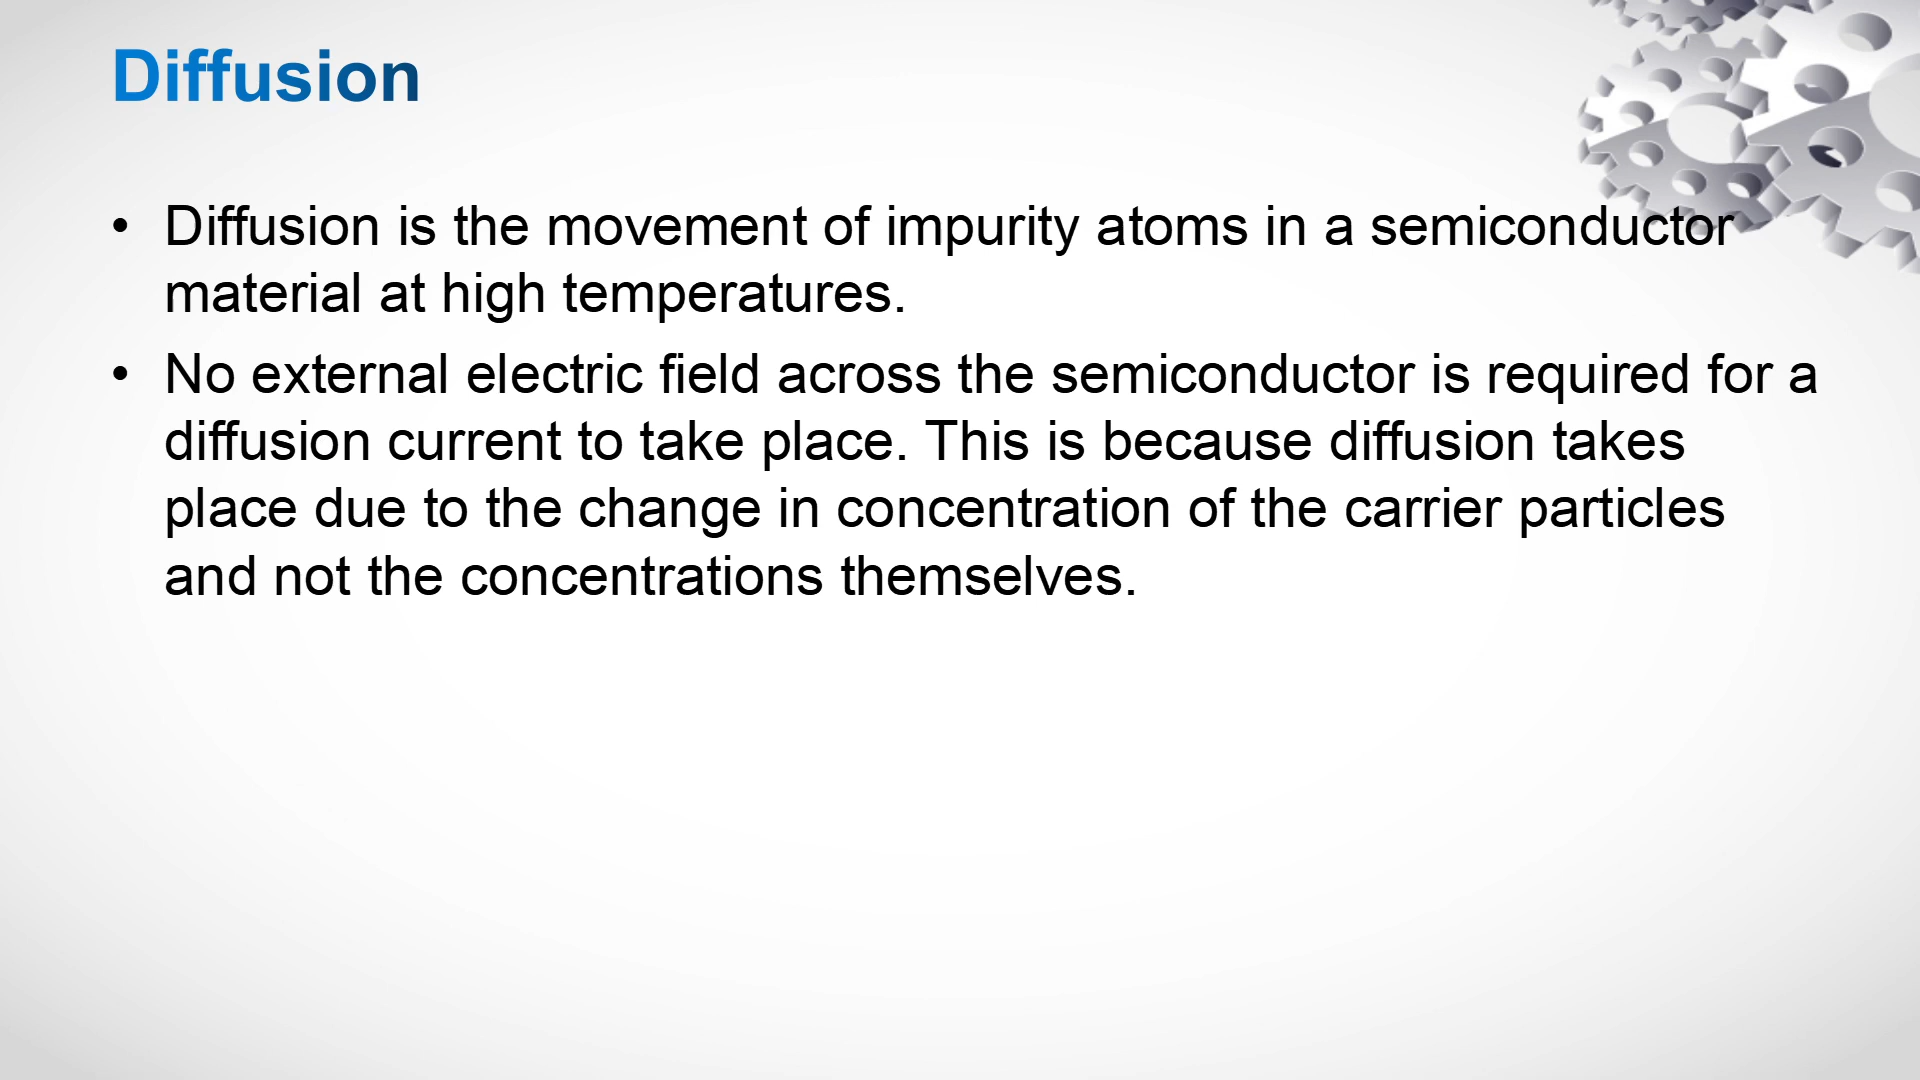 Diffusion
• Diffusion is the movement of impurity atoms in a semiconductor
material at high temperatures.
• No external electric field across the semiconductor is required for a
diffusion current to take place. This is because diffusion takes
place due to the change in concentration of the carrier particles
and not the concentrations themselves.